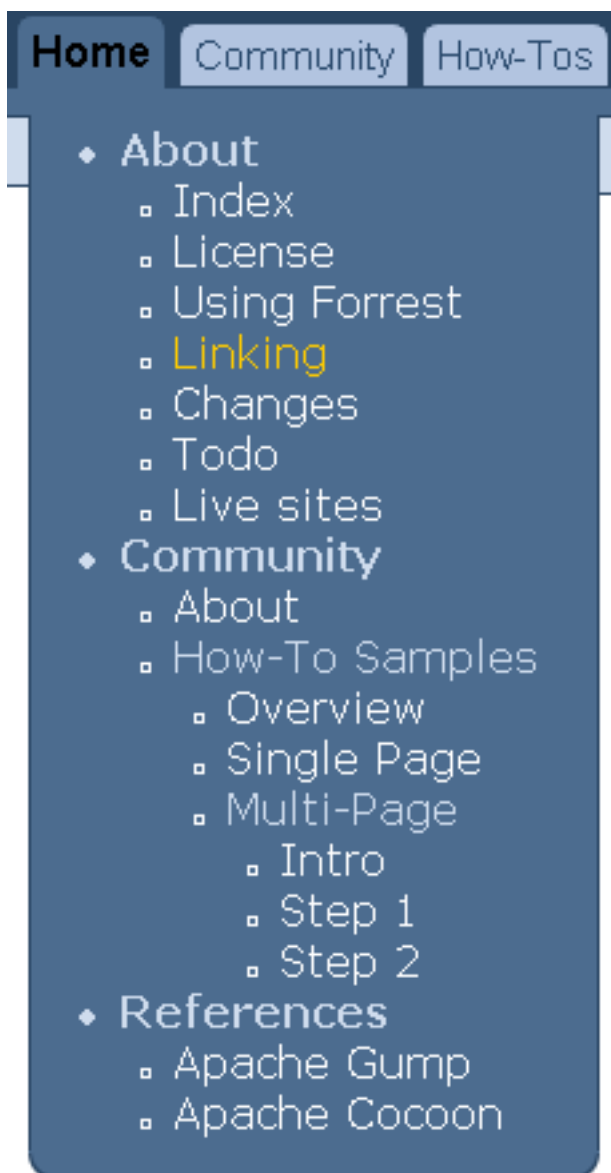 Home Community How-Tos
About
Index
License
Using Forrest
Linking
Changes
Todo
Live sites
Community
About
How-To Samples
Overview
Single Page
Multi-Page
Intro
Step 1
Step 2
References
Apache Gump
Apache Cocoon